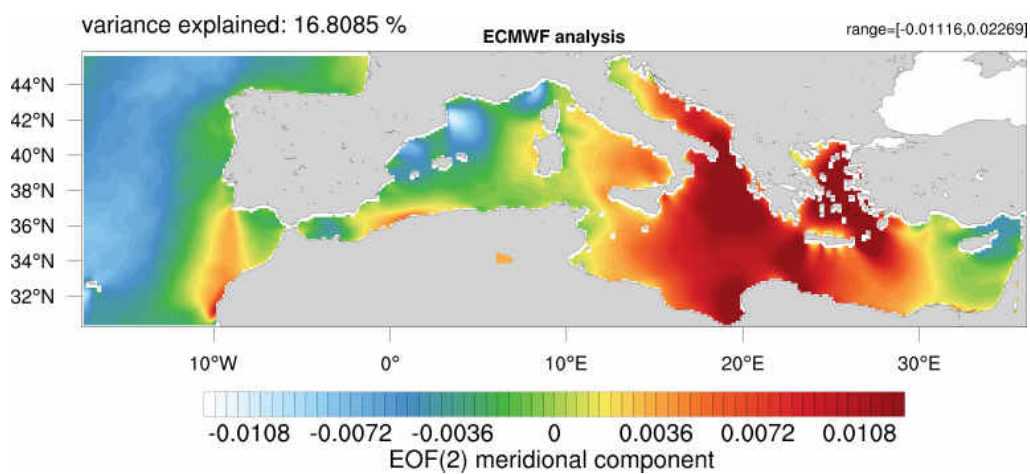 variance explained: 16.8085 %
ECMWF analysis
range=[-0.01116,0.02269]
44°N
42°N
40°N
38°N
36°N
34°N
32°N
10°W
0°
10°E
20°E
30°E
-0.0108
-0.0072
-0.0036
0
0.0036
0.0072
0.0108
EOF(2) meridional component